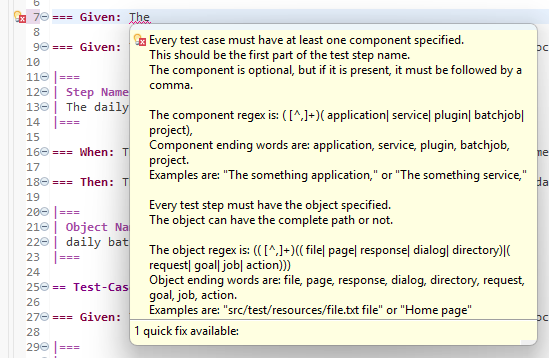 6
7 === Given: The
8
9 === Given:
10
11 |===
12 | Step Name
13 | The daily
14 |===
15
16 === When: T
17
18 === Then: T
19
20 |===
21 | Object Na
22 | daily bat
23 |===
24
25 == Test-Cas
26
27 === Given:
28
29 |===
Every test case must have at least one component specified.
This should be the first part of the test step name.
The component is optional, but if it is present, it must be followed by a
comma.
The component regex is: ( [^,]+)( application| service| plugin| batchjob|
project),
Component ending words are: application, service, plugin, batchjob,
project.
Examples are: "The something application," or "The something service,"
Every test step must have the object specified.
The object can have the complete path or not.
The object regex is: (( [^,]+)(( file| page| response| dialog| directory)|(
request| goal| job| action)))
Object ending words are: file, page, response, dialog, directory, request,
goal, job, action.
Examples are: "src/test/resources/file.txt file" or "Home page"
1 quick fix available:
oc
me
da
oc